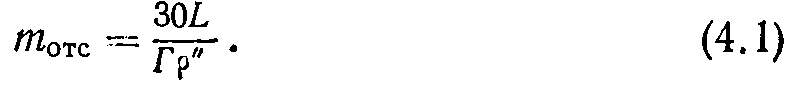 m_отс = 30L / Γρ″ . (4.1)